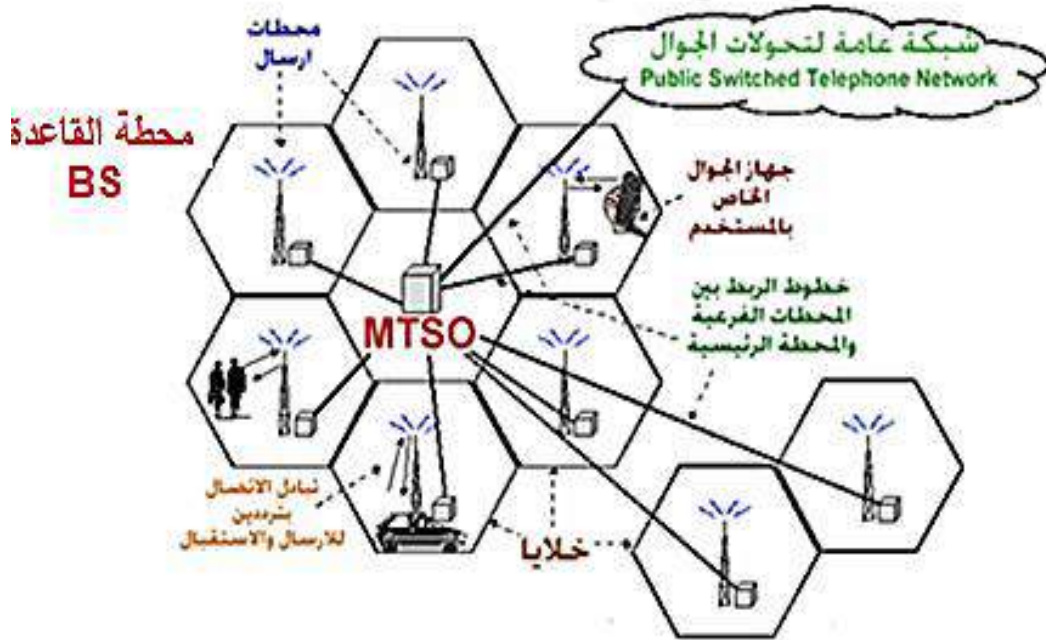 محطات
ارسال
شبكة عامة لتحولات الجوال
Public Switched Telephone Network
محطة القاعدة
BS
جهاز الجوال
الخاص
بالمستخدم
خطوط الربط بين
المحطات الفرعية
والمحطة الرئيسية
MTSO
تبادل الاتصال
بترددين
للارسال والاستقبال
خلايا